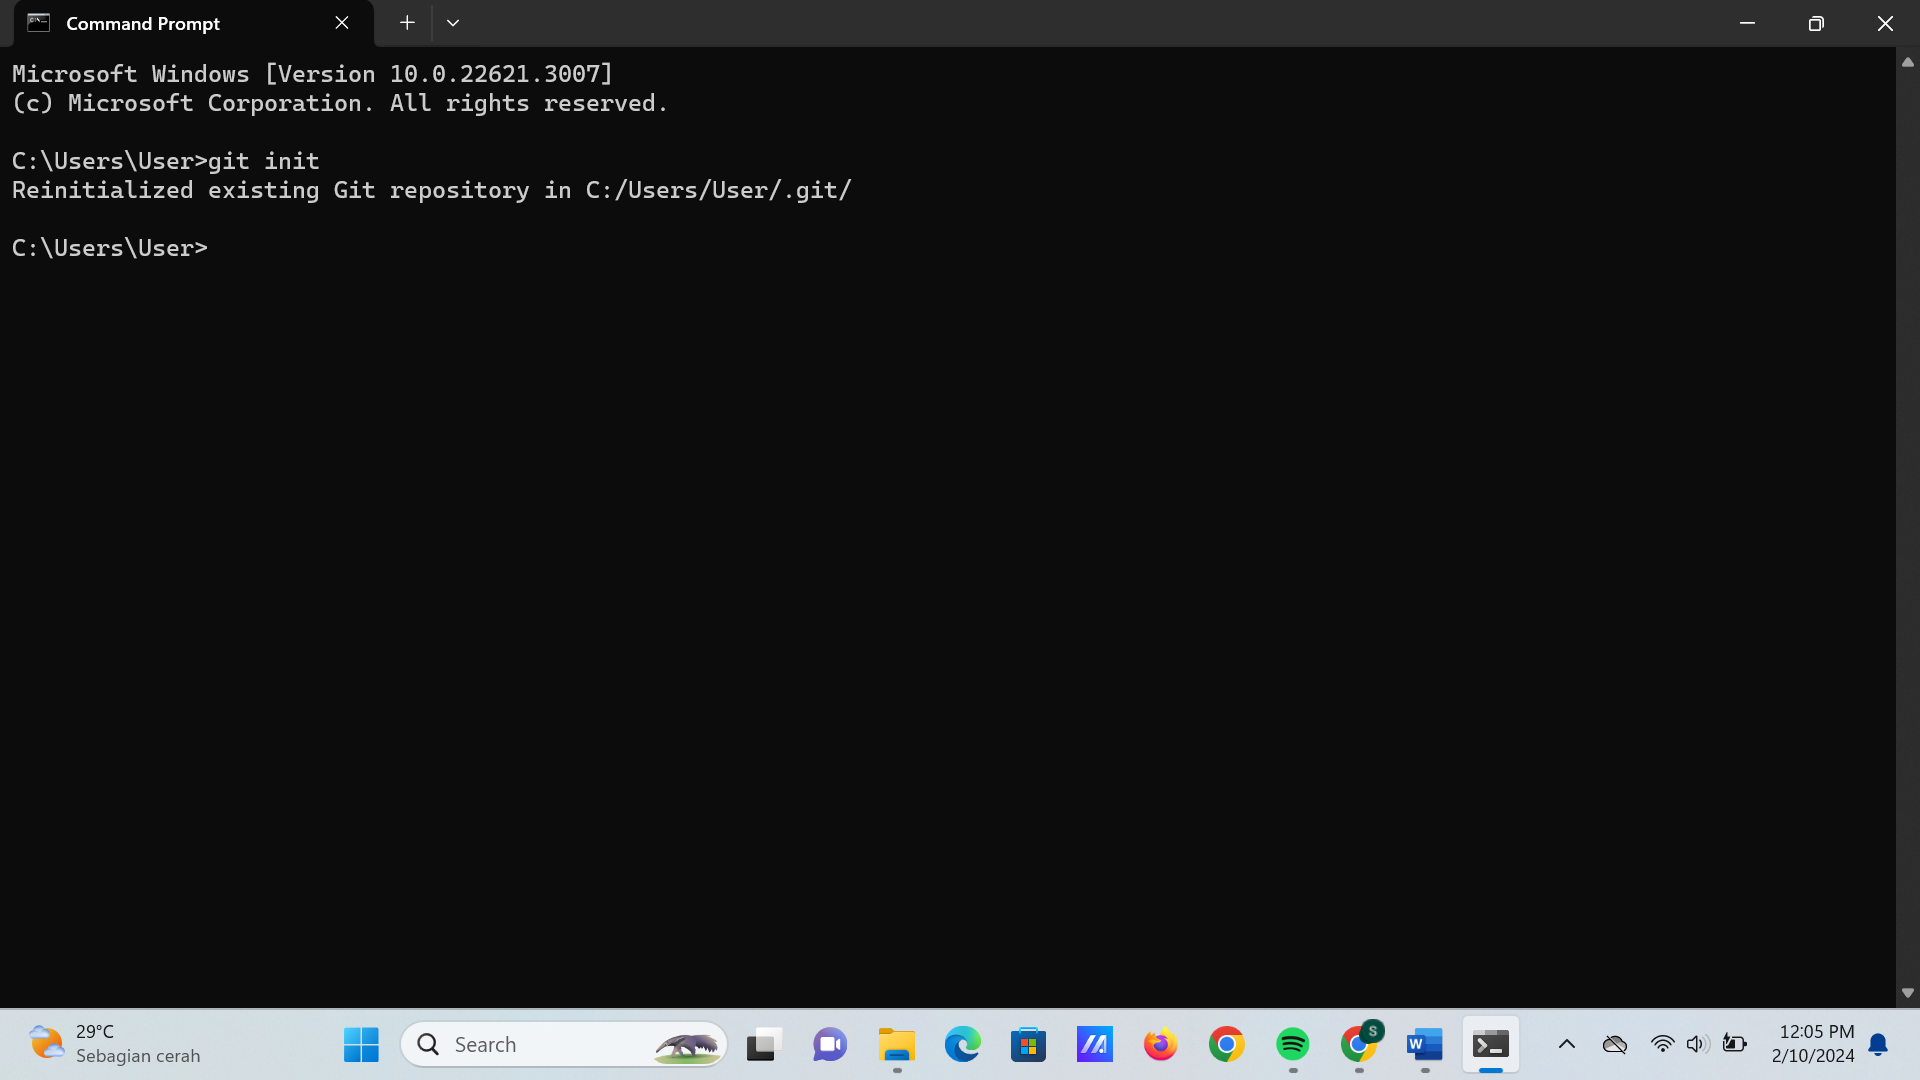 Command Prompt
Microsoft Windows [Version 10.0.22621.3007]
(c) Microsoft Corporation. All rights reserved.
C:\Users\User>git init
Reinitialized existing Git repository in C:/Users/User/.git/
C:\Users\User>
29°C
Sebagian cerah
Search
S
W
12:05 PM
2/10/2024